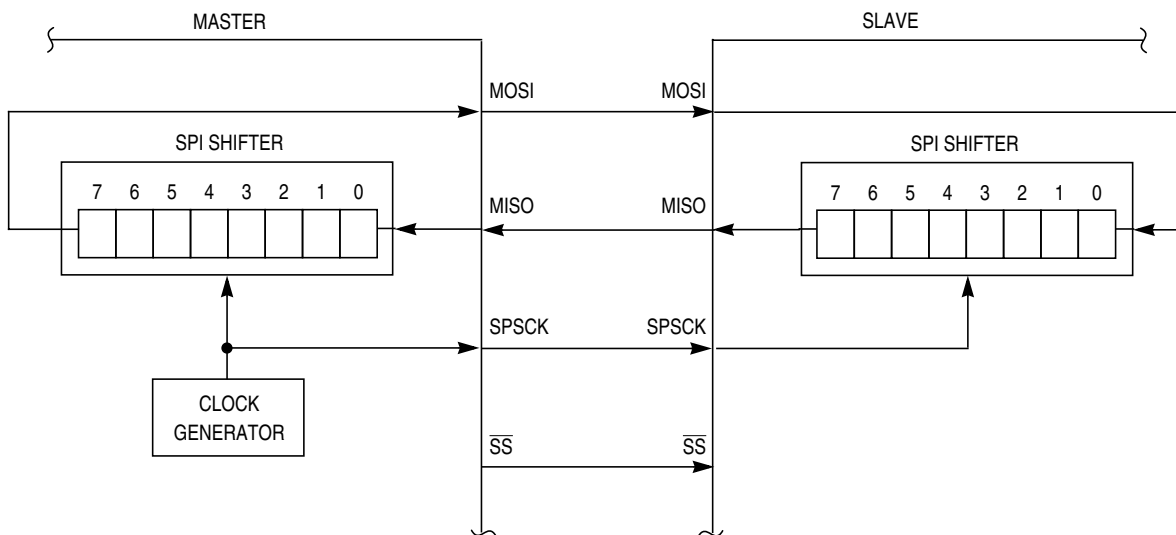 MASTER
SLAVE
MOSI
MOSI
SPI SHIFTER
SPI SHIFTER
7 6 5 4 3 2 1 0
7 6 5 4 3 2 1 0
MISO
MISO
SPSCK
SPSCK
CLOCK
GENERATOR
SS
SS